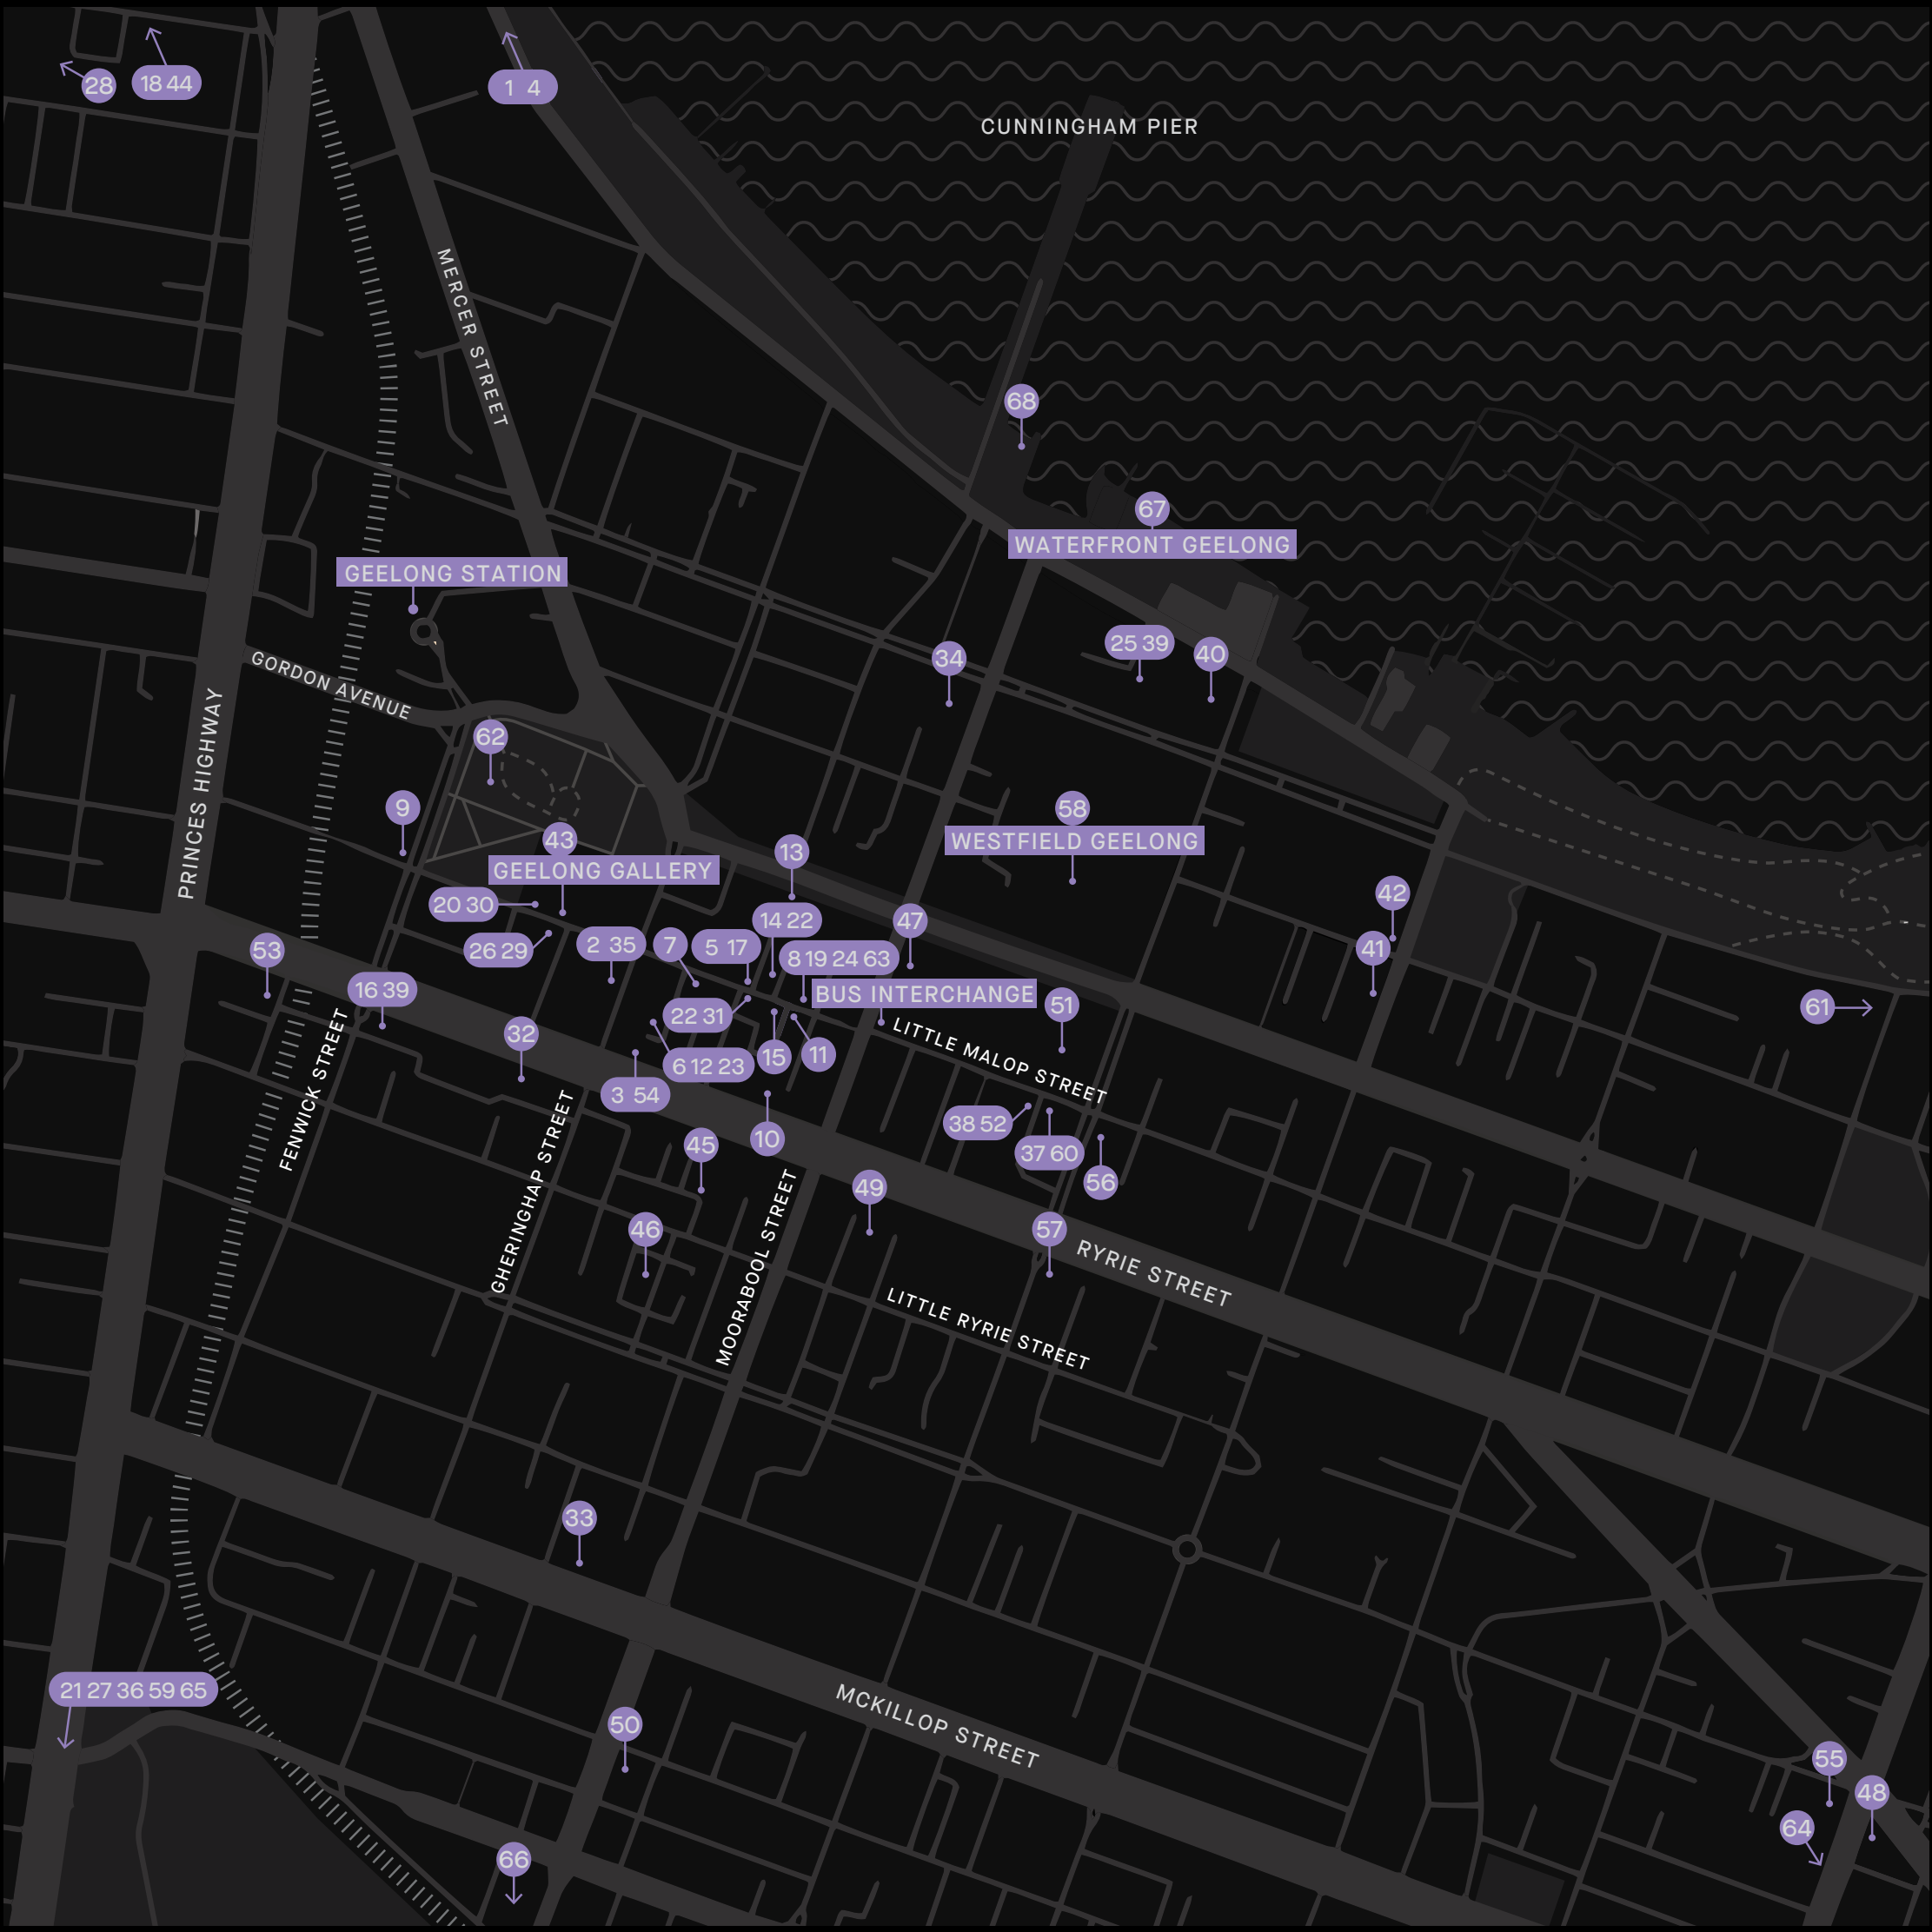 28
18 44
1 4
CUNNINGHAM PIER
MERCER STREET
68
67
WATERFRONT GEELONG
GEELONG STATION
25 39
40
34
GORDON AVENUE
PRINCES HIGHWAY
62
9
58
WESTFIELD GEELONG
43
GEELONG GALLERY
13
42
20 30
14 22
47
26 29
2 35
7
5 17
8 19 24 63
41
53
16 39
BUS INTERCHANGE
51
61
22 31
32
LITTLE MALOP STREET
FENWICK STREET
6 12 23
15
11
3 54
38 52
10
45
37 60
56
GHERINGHAP STREET
49
46
57
MOORABOOL STREET
RYRIE STREET
LITTLE RYRIE STREET
33
21 27 36 59 65
MCKILLOP STREET
50
55
48
64
66